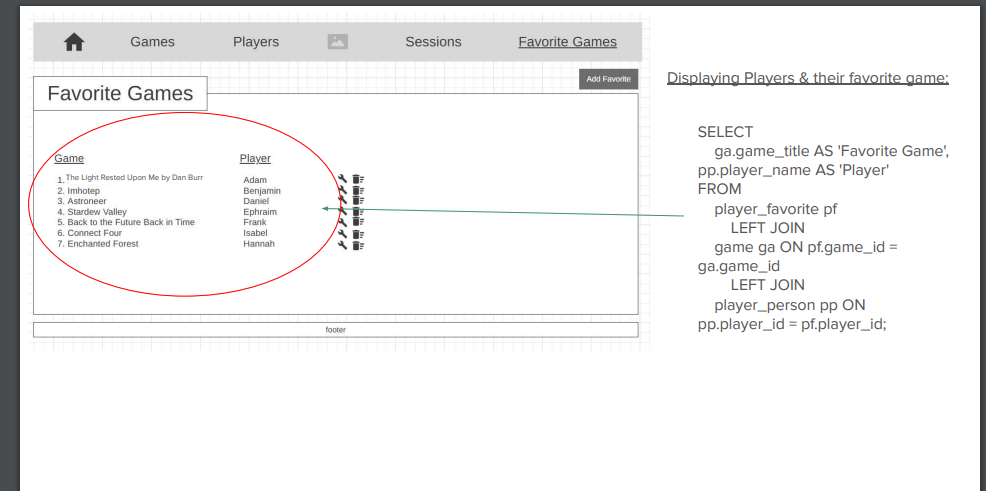 Games Players Sessions Favorite Games
Add Favorite
Favorite Games
Game Player
1. The Light Rested Upon Me by Dan Burr Adam
2. Imhotep Benjamin
3. Astroneer Daniel
4. Stardew Valley Ephraim
5. Back to the Future Back in Time Frank
6. Connect Four Isabel
7. Enchanted Forest Hannah
footer
Displaying Players & their favorite game:
SELECT
ga.game_title AS 'Favorite Game',
pp.player_name AS 'Player'
FROM
player_favorite pf
LEFT JOIN
game ga ON pf.game_id =
ga.game_id
LEFT JOIN
player_person pp ON
pp.player_id = pf.player_id;